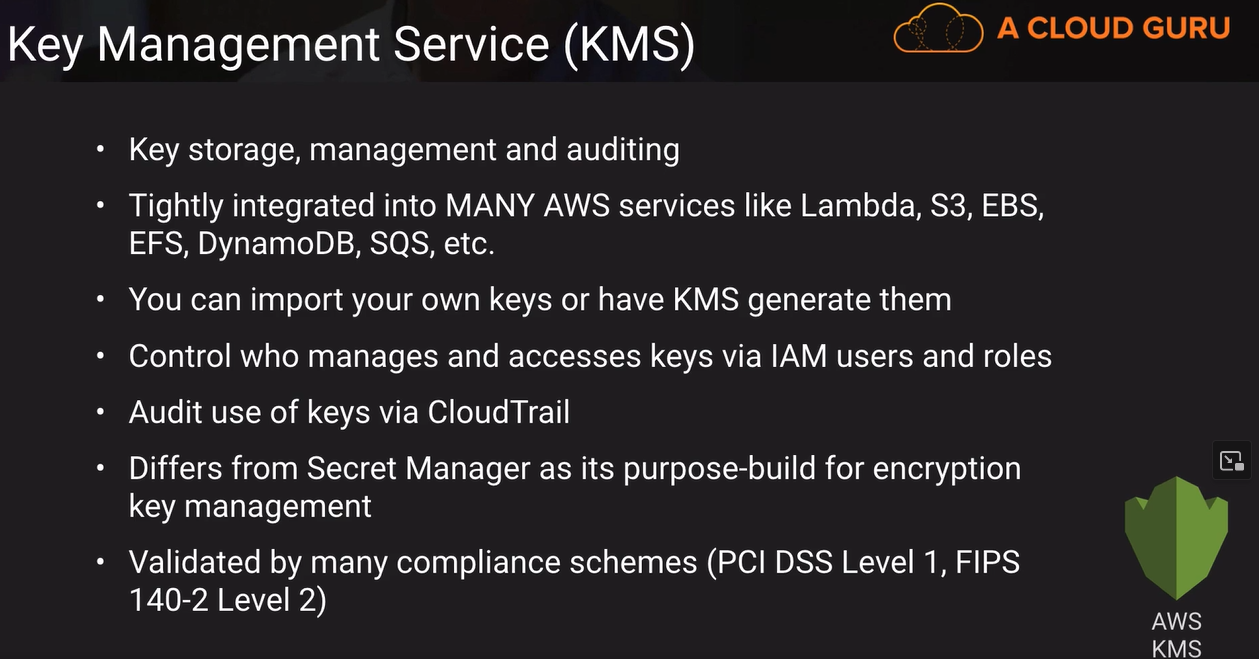 Key Management Service (KMS)
A CLOUD GURU
• Key storage, management and auditing
• Tightly integrated into MANY AWS services like Lambda, S3, EBS,
EFS, DynamoDB, SQS, etc.
• You can import your own keys or have KMS generate them
• Control who manages and accesses keys via IAM users and roles
• Audit use of keys via CloudTrail
• Differs from Secret Manager as its purpose-build for encryption
key management
• Validated by many compliance schemes (PCI DSS Level 1, FIPS
140-2 Level 2)
AWS
KMS